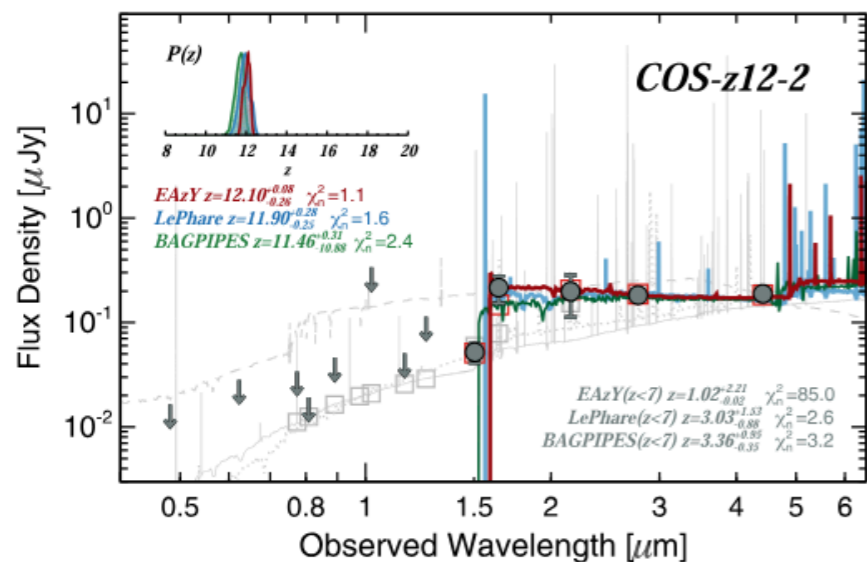 P(z)
COS-z12-2
8 10 12 14 16 18 20
z
EAzY z=12.10+0.08 -0.26 χ²n=1.1
LePhare z=11.90+0.28 -0.25 χ²n=1.6
BAGPIPES z=11.46+0.31 -10.88 χ²n=2.4
Flux Density [μJy]
10¹
10⁰
10⁻¹
10⁻²
EAzY(z<7) z=1.02+2.21 -0.02 χ²n=85.0
LePhare(z<7) z=3.03+1.53 -0.88 χ²n=2.6
BAGPIPES(z<7) z=3.36+0.95 -0.35 χ²n=3.2
0.5 0.8 1 1.5 2 3 4 5 6
Observed Wavelength [μm]